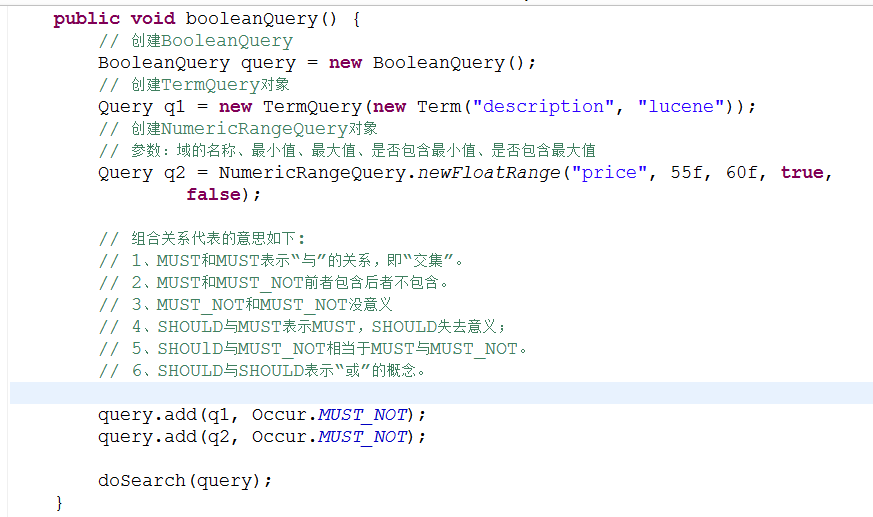 public void booleanQuery() {
// 创建BooleanQuery
BooleanQuery query = new BooleanQuery();
// 创建TermQuery对象
Query q1 = new TermQuery(new Term("description", "lucene"));
// 创建NumericRangeQuery对象
// 参数：域的名称、最小值、最大值、是否包含最小值、是否包含最大值
Query q2 = NumericRangeQuery.newFloatRange("price", 55f, 60f, true,
false);
// 组合关系代表的意思如下：
// 1、MUST和MUST表示“与”的关系，即“交集”。
// 2、MUST和MUST_NOT前者包含后者不包含。
// 3、MUST_NOT和MUST_NOT没意义
// 4、SHOULD与MUST表示MUST，SHOULD失去意义；
// 5、SHOUlD与MUST_NOT相当于MUST与MUST_NOT。
// 6、SHOULD与SHOULD表示“或”的概念。
query.add(q1, Occur.MUST_NOT);
query.add(q2, Occur.MUST_NOT);
doSearch(query);
}